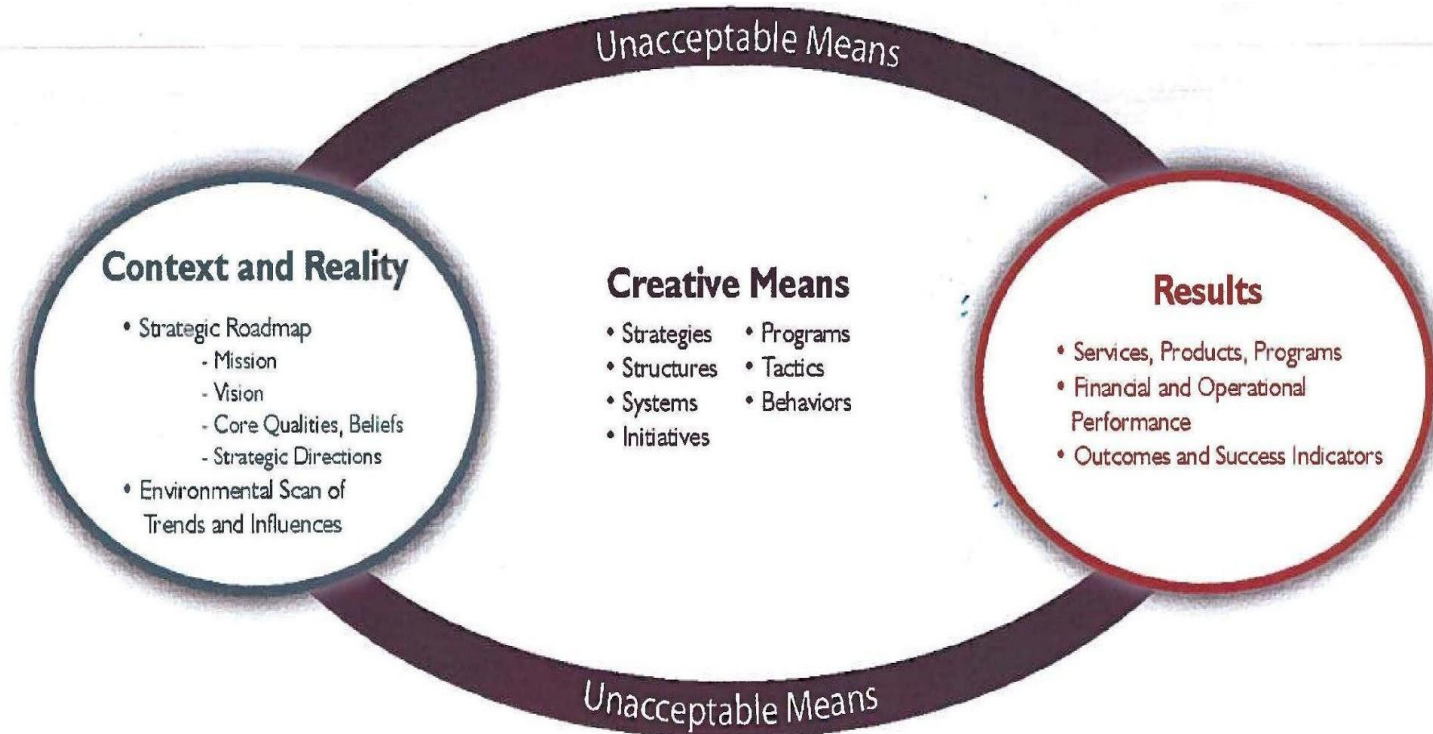 Unacceptable Means
Context and Reality
• Strategic Roadmap
- Mission
- Vision
- Core Qualities, Beliefs
- Strategic Directions
• Environmental Scan of
Trends and Influences
Creative Means
• Strategies
• Structures
• Systems
• Initiatives
• Programs
• Tactics
• Behaviors
Results
• Services, Products, Programs
• Financial and Operational
Performance
• Outcomes and Success Indicators
Unacceptable Means